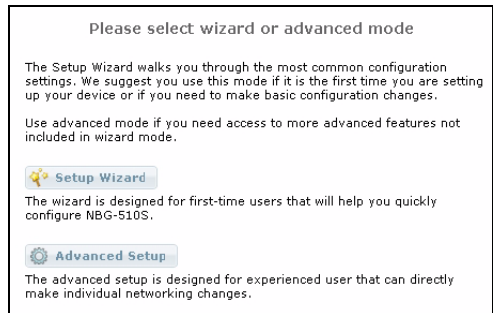 Please select wizard or advanced mode
The Setup Wizard walks you through the most common configuration
settings. We suggest you use this mode if it is the first time you are setting
up your device or if you need to make basic configuration changes.
Use advanced mode if you need access to more advanced features not
included in wizard mode.
Setup Wizard
The wizard is designed for first-time users that will help you quickly
configure NBG-510S.
Advanced Setup
The advanced setup is designed for experienced user that can directly
make individual networking changes.